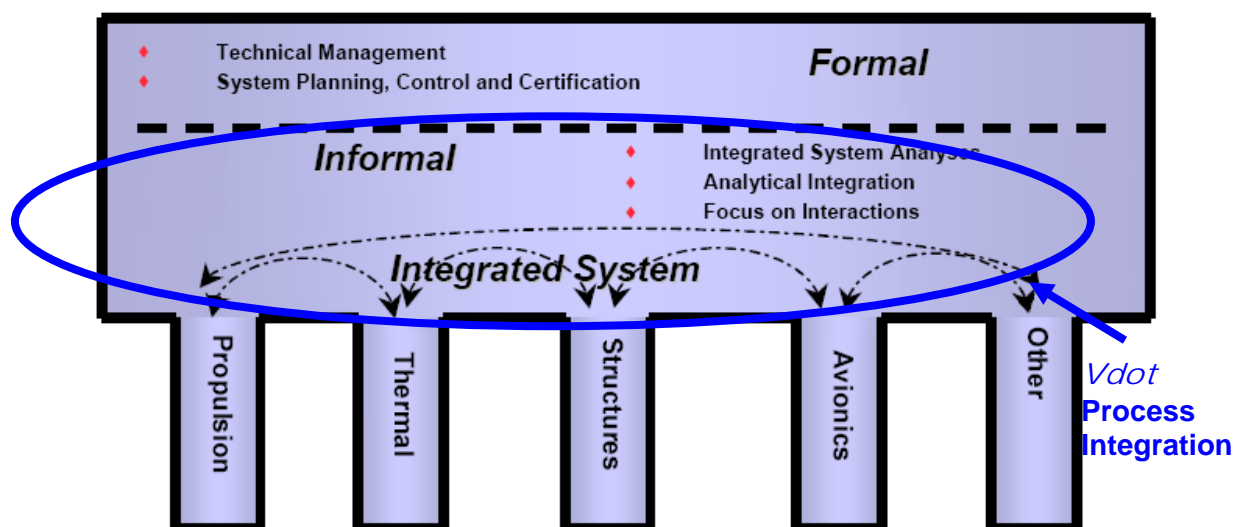 Technical Management
System Planning, Control and Certification
Formal
Informal
Integrated System Analyses
Analytical Integration
Focus on Interactions
Integrated System
Propulsion
Thermal
Structures
Avionics
Other
Vdot
Process
Integration